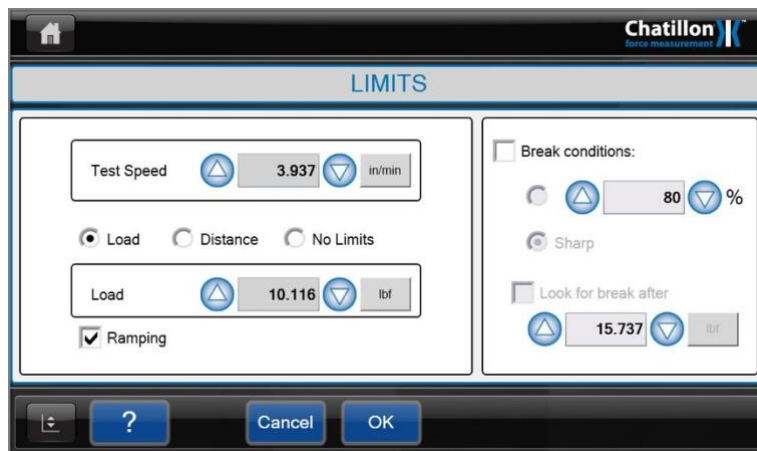 Chatillon
force measurement
LIMITS
Test Speed 3.937 in/min
Load Distance No Limits
Load 10.116 lbf
Ramping
Break conditions:
80 %
Sharp
Look for break after
15.737 lbf
? Cancel OK